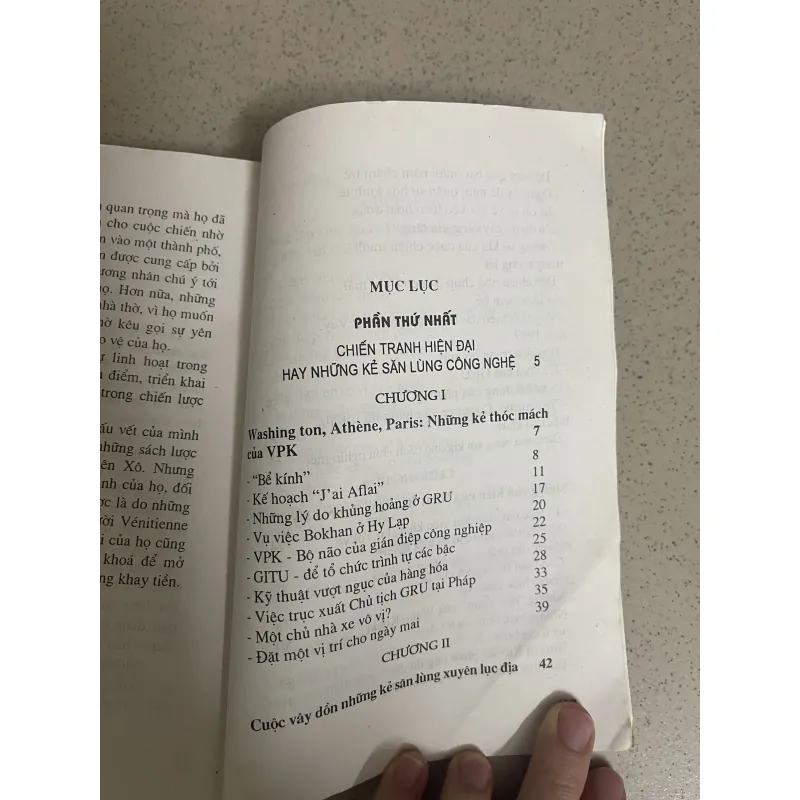 quan trọng mà họ đã
cho cuộc chiến nhờ
vào một thành phố,
được cung cấp bởi
ương nhân chú ý tới
họ. Hơn nữa, những
nhà thờ, vì họ muốn
kêu gọi sự yên
vệ của họ.
linh hoạt trong
điểm, triển khai
trong chiến lược
ấu vết của mình
những sách lược
ên Xô. Nhưng
nh của họ, đối
ợc là do những
ười Vénitienne
i của họ cũng
khoá để mở
ng khay tiền.
MỤC LỤC
PHẦN THỨ NHẤT
CHIẾN TRANH HIỆN ĐẠI
HAY NHỮNG KẺ SĂN LÙNG CÔNG NGHỆ 5
CHƯƠNG I
Washing ton, Athène, Paris: Những kẻ thóc mách
của VPK 7
- "Bể kính" 8
- Kế hoạch "J'ai Aflai" 11
- Những lý do khủng hoảng ở GRU 17
- Vụ việc Bokhan ở Hy Lạp 20
- VPK - Bộ não của gián điệp công nghiệp 22
- GITU - để tổ chức trình tự các bậc 25
- Kỹ thuật vượt ngục của hàng hóa 28
- Việc trục xuất Chủ tịch GRU tại Pháp 33
- Một chủ nhà xe vô vị? 35
- Đặt một vị trí cho ngày mai 39
CHƯƠNG II
Cuộc vây dồn những kẻ săn lùng xuyên lục địa 42